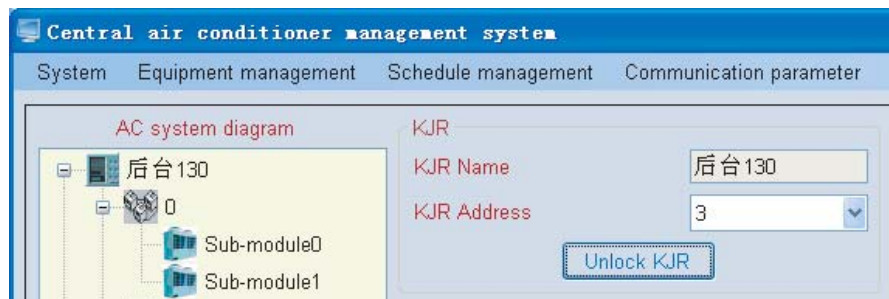 Central air conditioner management system
System Equipment management Schedule management Communication parameter
AC system diagram
后台130
0
Sub-module0
Sub-module1
KJR
KJR Name 后台130
KJR Address 3
Unlock KJR